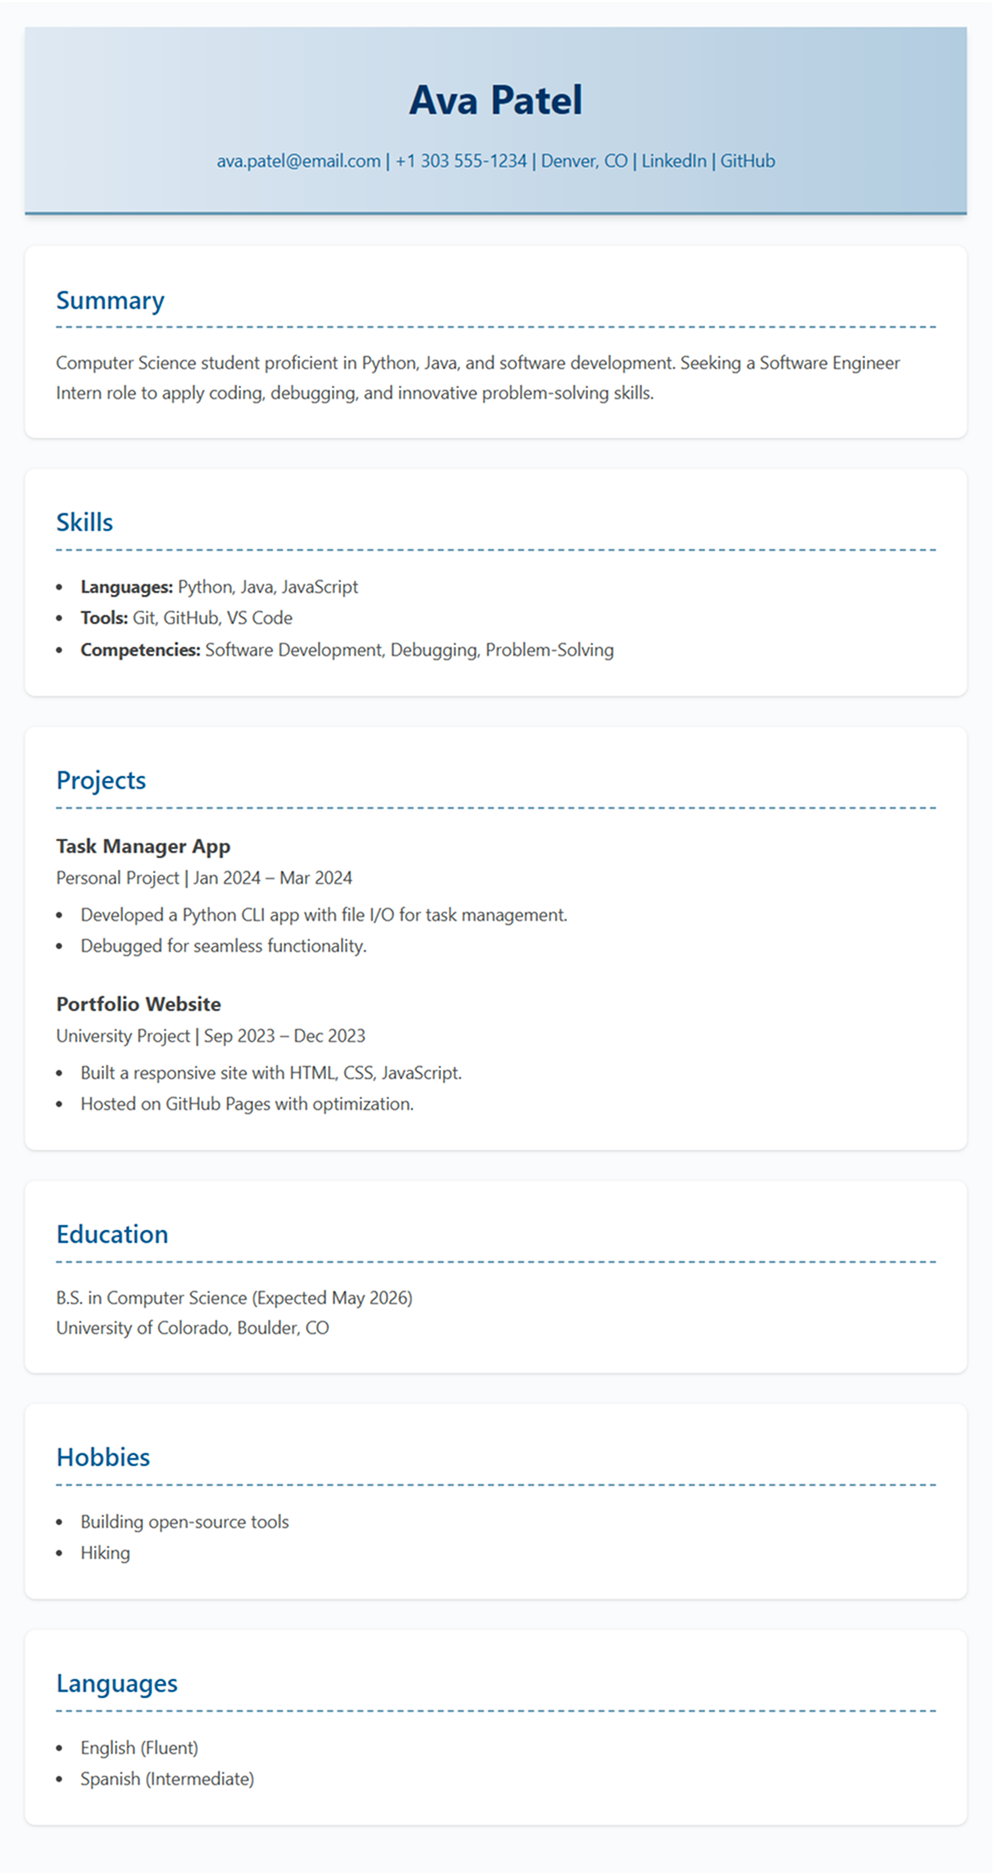 Ava Patel
ava.patel@email.com | +1 303 555-1234 | Denver, CO | LinkedIn | GitHub
Summary
Computer Science student proficient in Python, Java, and software development. Seeking a Software Engineer
Intern role to apply coding, debugging, and innovative problem-solving skills.
Skills
• Languages: Python, Java, JavaScript
• Tools: Git, GitHub, VS Code
• Competencies: Software Development, Debugging, Problem-Solving
Projects
Task Manager App
Personal Project | Jan 2024 – Mar 2024
• Developed a Python CLI app with file I/O for task management.
• Debugged for seamless functionality.
Portfolio Website
University Project | Sep 2023 – Dec 2023
• Built a responsive site with HTML, CSS, JavaScript.
• Hosted on GitHub Pages with optimization.
Education
B.S. in Computer Science (Expected May 2026)
University of Colorado, Boulder, CO
Hobbies
• Building open-source tools
• Hiking
Languages
• English (Fluent)
• Spanish (Intermediate)